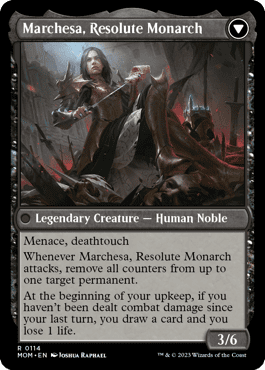 Marchesa, Resolute Monarch
Legendary Creature — Human Noble
Menace, deathtouch
Whenever Marchesa, Resolute Monarch
attacks, remove all counters from up to
one target permanent.
At the beginning of your upkeep, if you
haven't been dealt combat damage since
your last turn, you draw a card and you
lose 1 life.
3/6
R 0114
MOM • EN JOSHUA RAPHAEL
™ & © 2023 Wizards of the Coast